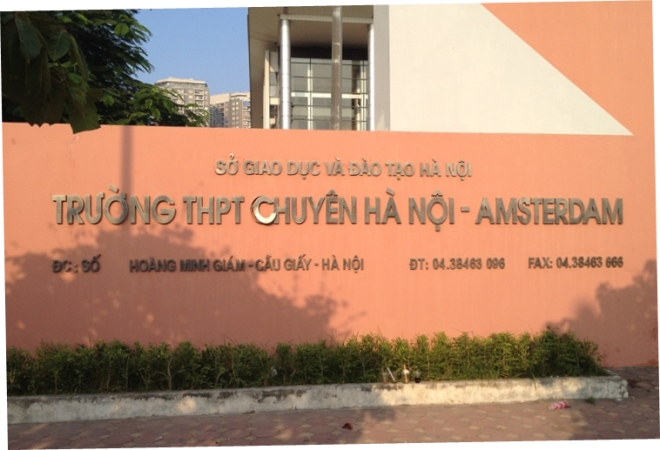 SỞ GIAO DỤC VÀ ĐÀO TẠO HÀ NỘI
TRƯỜNG THPT CHUYÊN HÀ NỘI - AMSTERDAM
ĐC : SỐ HOÀNG MINH GIÁM - CẦU GIẤY - HÀ NỘI ĐT: 04.38463 096 FAX: 04.38463 666